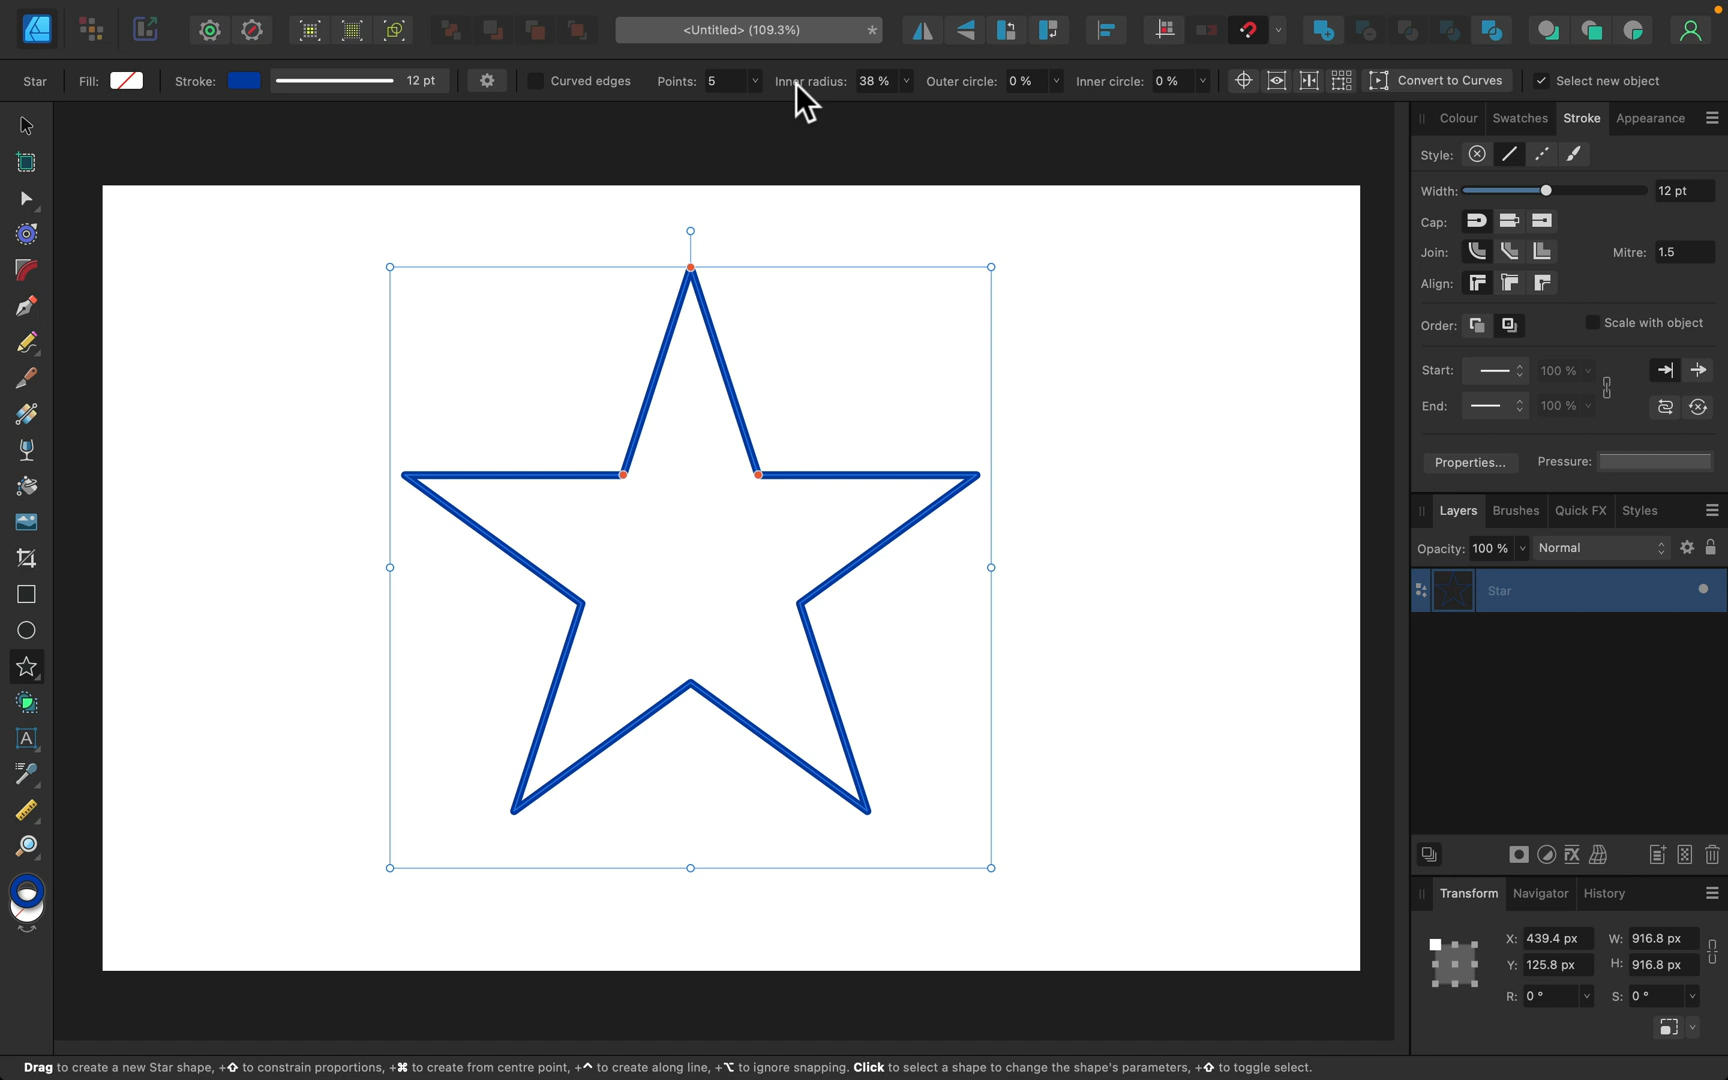 <Untitled> (109.3%)
*
Star Fill: Stroke: 12 pt Curved edges Points: 5 Inner radius: 38 % Outer circle: 0 % Inner circle: 0 % Convert to Curves Select new object
Colour Swatches Stroke Appearance
Style:
Width: 12 pt
Cap:
Join: Mitre: 1.5
Align:
Order: Scale with object
Start: 100 %
End: 100 %
Properties... Pressure:
Layers Brushes Quick FX Styles
Opacity: 100 % Normal
Star
Transform Navigator History
X: 439.4 px W: 916.8 px
Y: 125.8 px H: 916.8 px
R: 0 ° S: 0 °
Drag to create a new Star shape, +⇧ to constrain proportions, +⌘ to create from centre point, +^ to create along line, +⌥ to ignore snapping. Click to select a shape to change the shape's parameters, +⇧ to toggle select.